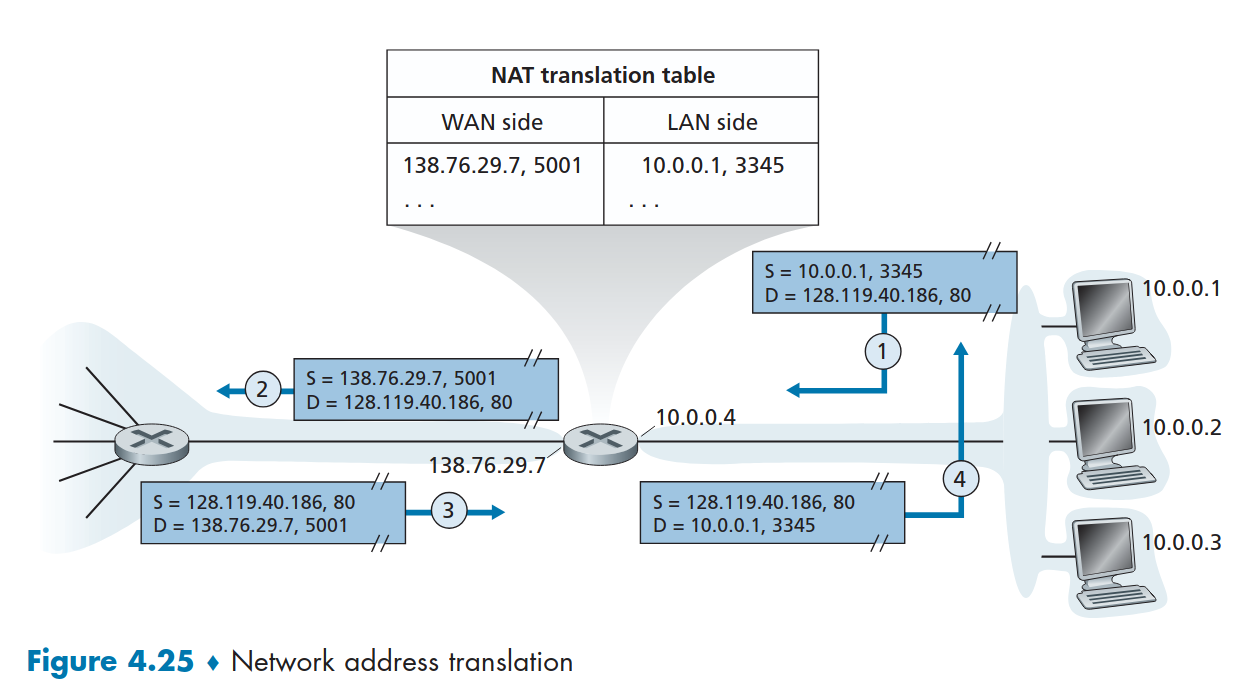 NAT translation table
WAN side
LAN side
138.76.29.7, 5001
10.0.0.1, 3345
. . .
. . .
S = 10.0.0.1, 3345
D = 128.119.40.186, 80
1
10.0.0.1
2
S = 138.76.29.7, 5001
D = 128.119.40.186, 80
10.0.0.4
10.0.0.2
138.76.29.7
S = 128.119.40.186, 80
D = 138.76.29.7, 5001
3
S = 128.119.40.186, 80
D = 10.0.0.1, 3345
4
10.0.0.3
Figure 4.25 ♦ Network address translation